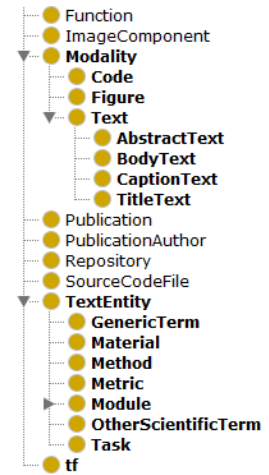 Function
ImageComponent
Modality
Code
Figure
Text
AbstractText
BodyText
CaptionText
TitleText
Publication
PublicationAuthor
Repository
SourceCodeFile
TextEntity
GenericTerm
Material
Method
Metric
Module
OtherScientificTerm
Task
tf